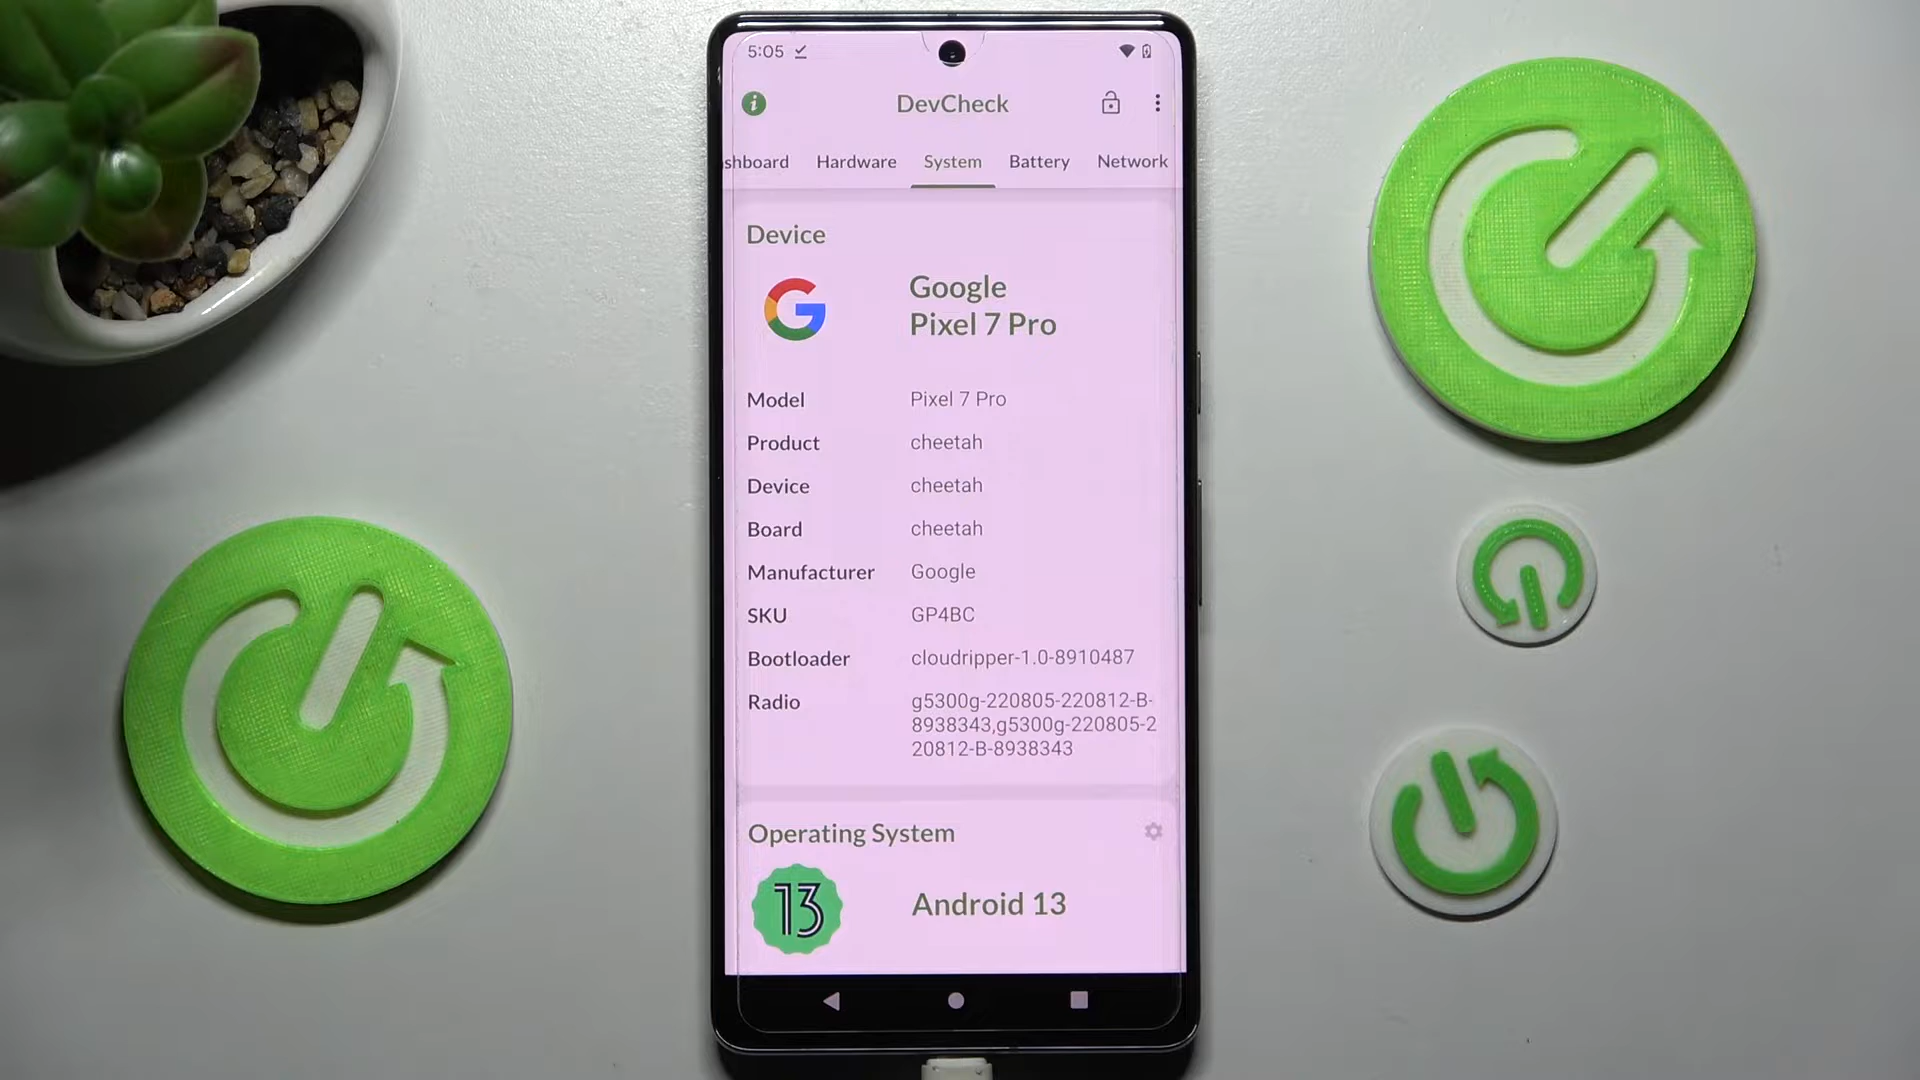 5:05
DevCheck
shboard Hardware System Battery Network
Device
Google
Pixel 7 Pro
Model Pixel 7 Pro
Product cheetah
Device cheetah
Board cheetah
Manufacturer Google
SKU GP4BC
Bootloader cloudripper-1.0-8910487
Radio g5300g-220805-220812-B-
8938343,g5300g-220805-2
20812-B-8938343
Operating System
13 Android 13